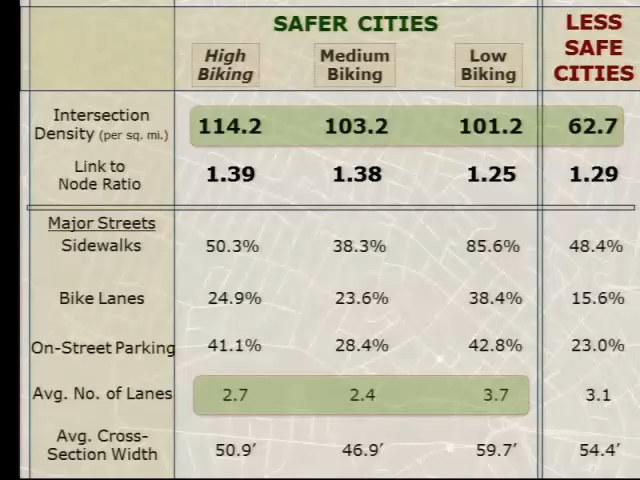 SAFER CITIES
LESS
SAFE
CITIES
High
Biking
Medium
Biking
Low
Biking
Intersection
Density (per sq. mi.)
114.2 103.2 101.2 62.7
Link to
Node Ratio
1.39 1.38 1.25 1.29
Major Streets
Sidewalks 50.3% 38.3% 85.6% 48.4%
Bike Lanes 24.9% 23.6% 38.4% 15.6%
On-Street Parking 41.1% 28.4% 42.8% 23.0%
Avg. No. of Lanes 2.7 2.4 3.7 3.1
Avg. Cross-
Section Width
50.9′ 46.9′ 59.7′ 54.4′